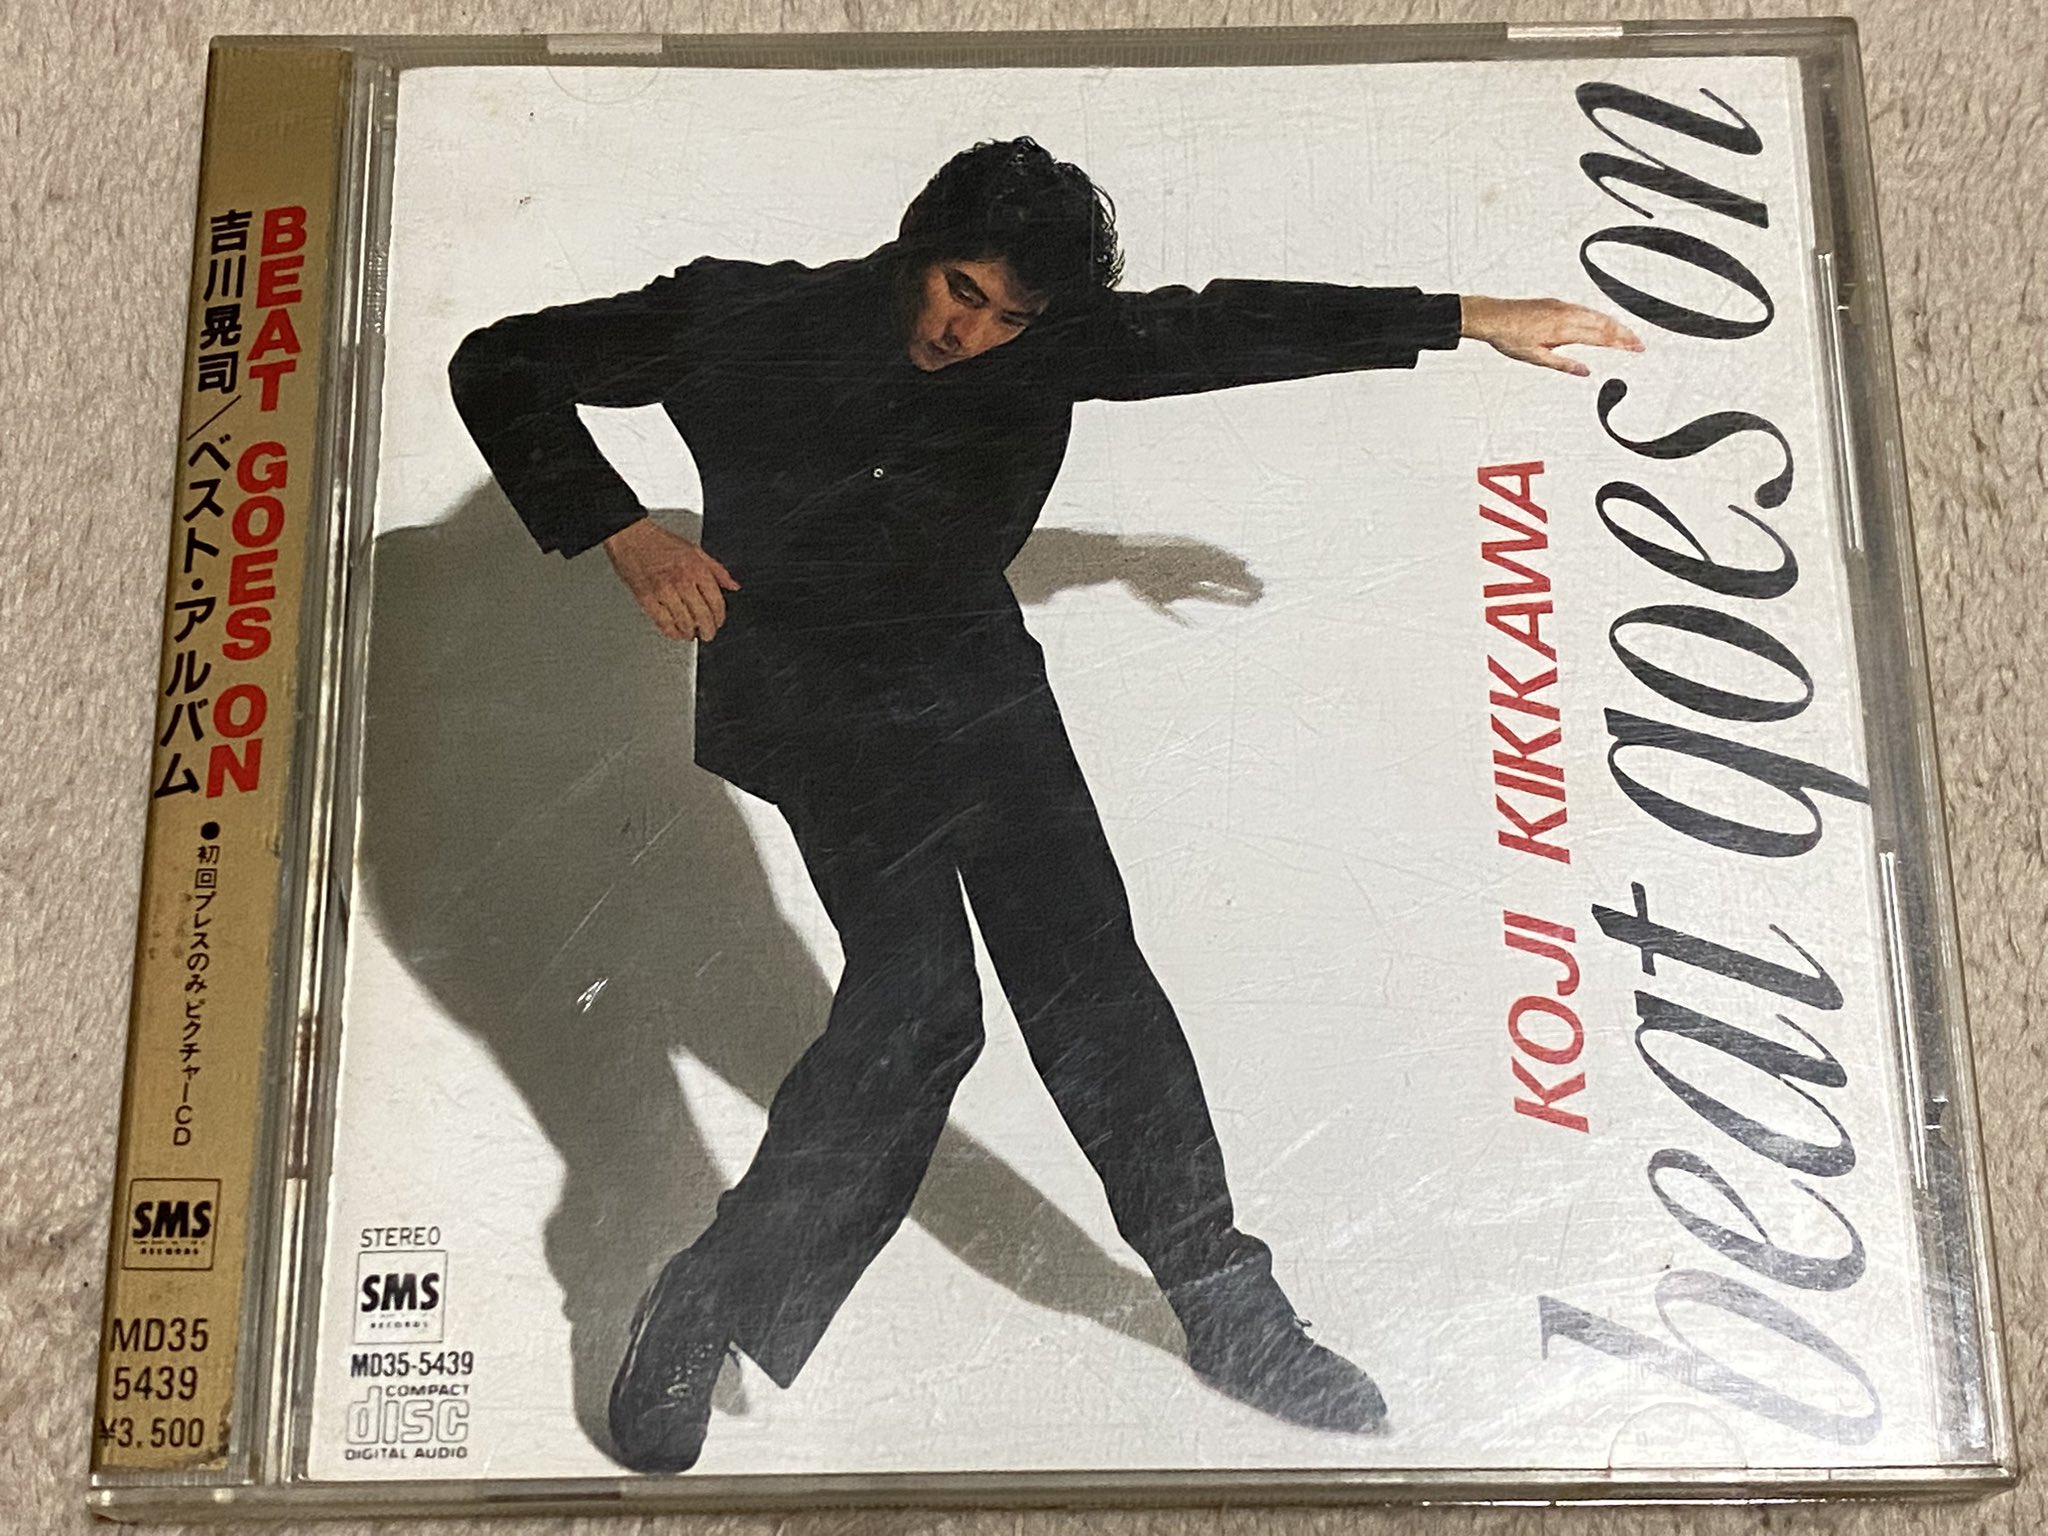 BEAT GOES ON
吉川晃司/ベスト・アルバム
●初回プレスのみピクチャーCD
SMS
RECORDS
MD35
5439
¥3,500
beat goes on
KOJI KIKKAWA
STEREO
SMS
RECORDS
MD35-5439
COMPACT
disc
DIGITAL AUDIO